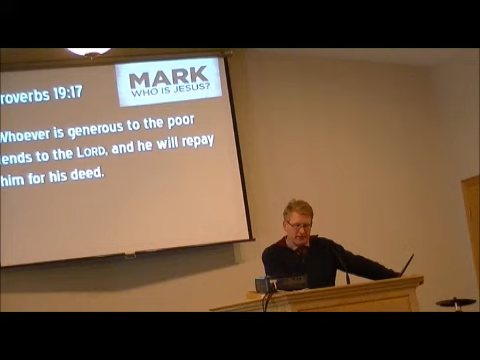 roverbs 19:17
MARK
WHO IS JESUS?
Whoever is generous to the poor
ends to the LORD, and he will repay
him for his deed.